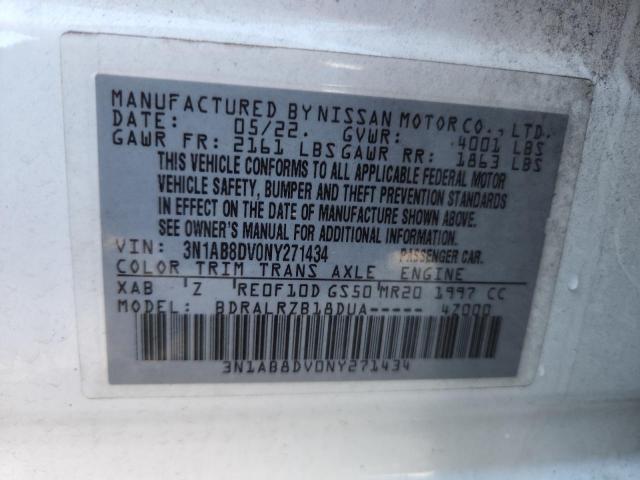 MANUFACTURED BY NISSAN MOTOR CO., LTD.
DATE: 05/22 GVWR: 4001 LBS
GAWR FR: 2161 LBS GAWR RR: 1863 LBS
THIS VEHICLE CONFORMS TO ALL APPLICABLE FEDERAL MOTOR
VEHICLE SAFETY, BUMPER AND THEFT PREVENTION STANDARDS
IN EFFECT ON THE DATE OF MANUFACTURE SHOWN ABOVE.
SEE OWNER'S MANUAL FOR ADDITIONAL INFORMATION.
VIN: 3N1AB8DV0NY271434 PASSENGER CAR.
COLOR TRIM TRANS AXLE ENGINE
XAB Z RE0F10D GS50 MR20 1997 CC
MODEL: BDRALRZB18DUA----- 4Z000
3N1AB8DV0NY271434